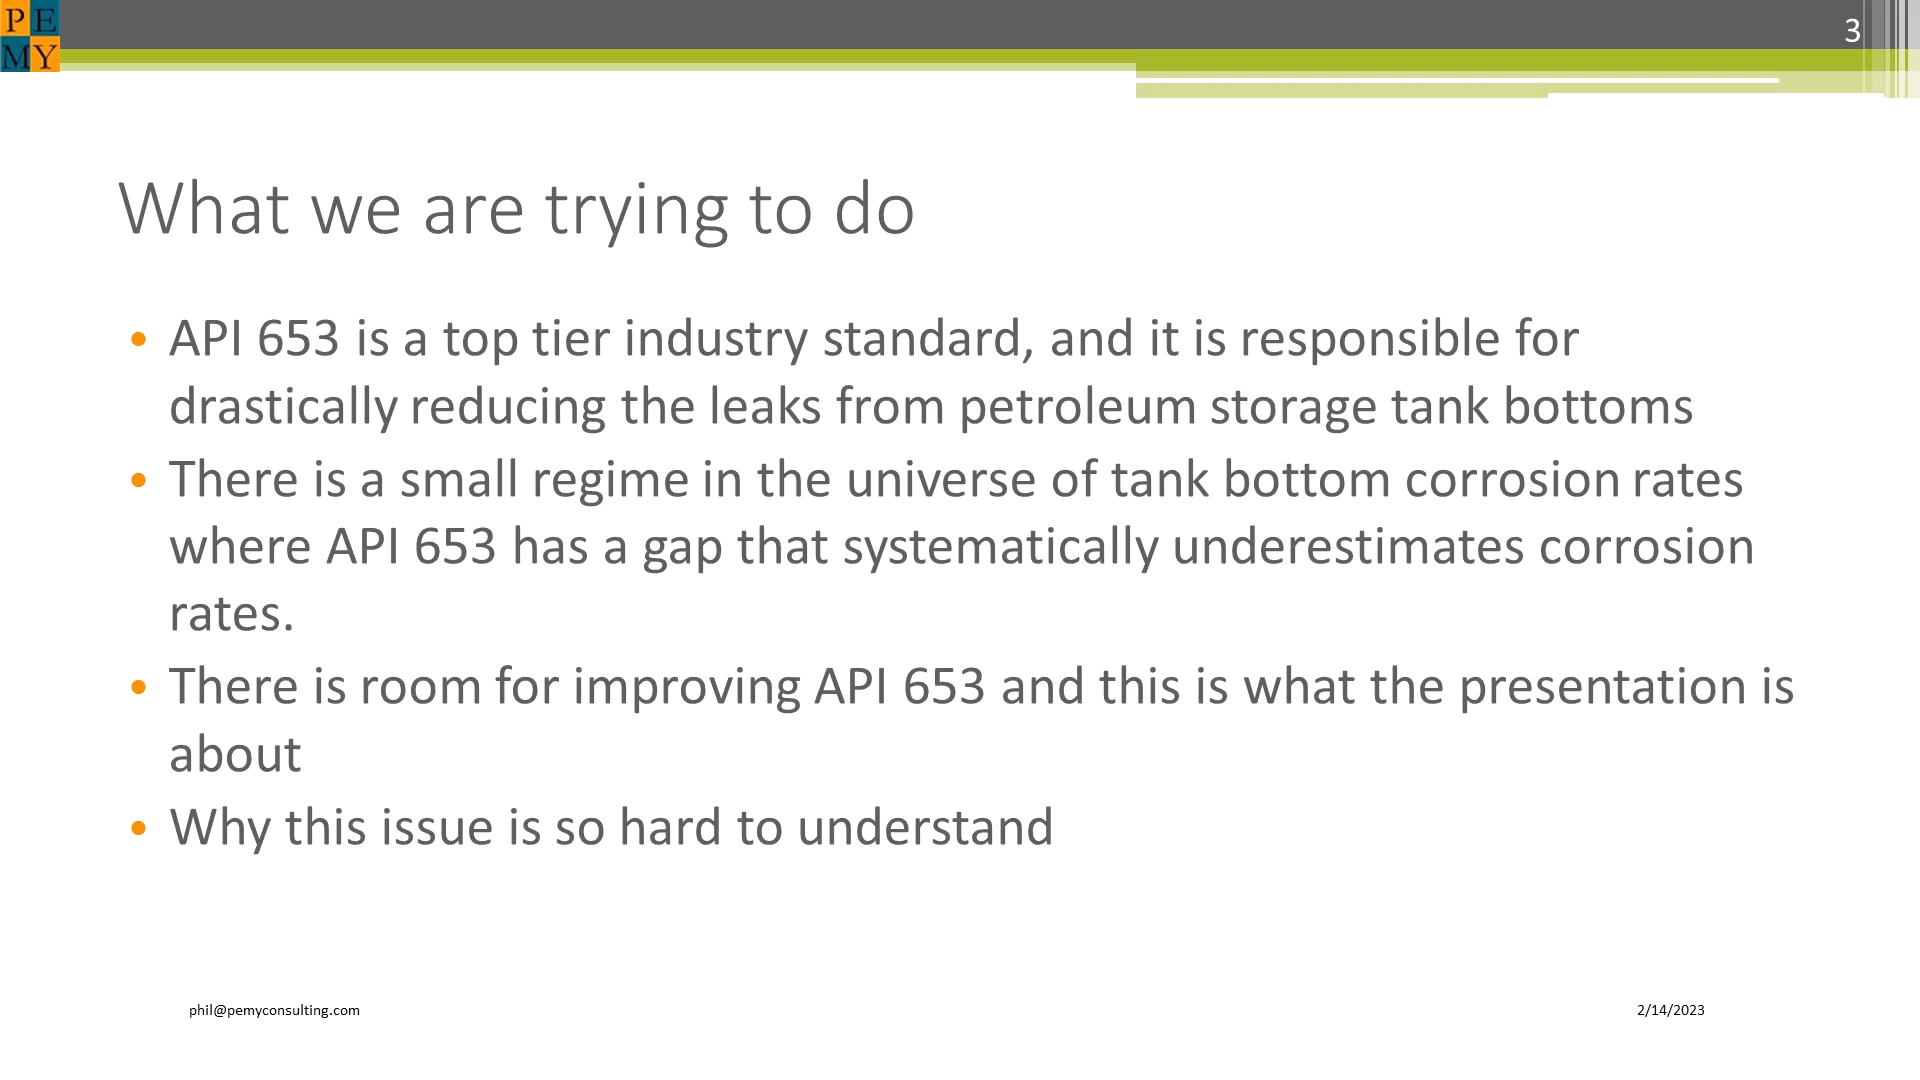 PE
MY
3
What we are trying to do
• API 653 is a top tier industry standard, and it is responsible for
drastically reducing the leaks from petroleum storage tank bottoms
• There is a small regime in the universe of tank bottom corrosion rates
where API 653 has a gap that systematically underestimates corrosion
rates.
• There is room for improving API 653 and this is what the presentation is
about
• Why this issue is so hard to understand
phil@pemyconsulting.com
2/14/2023